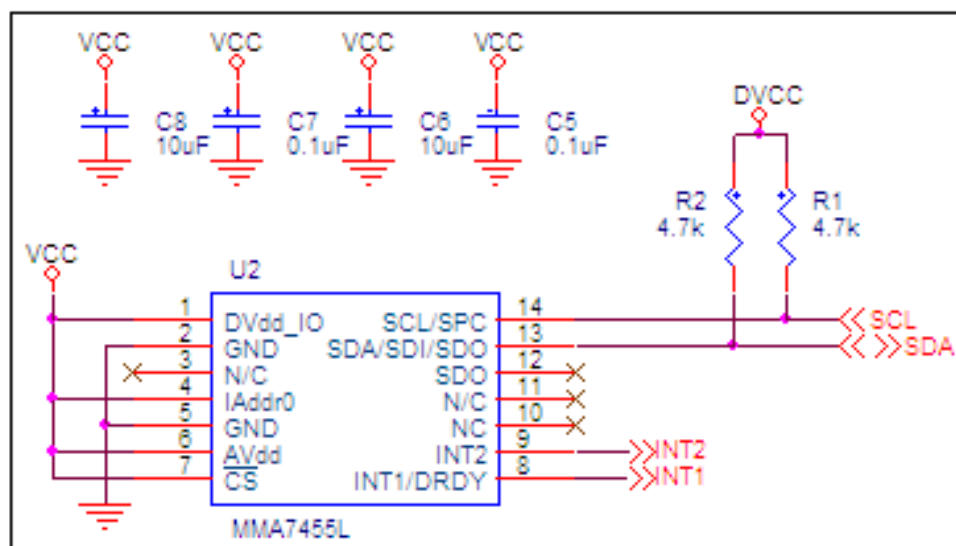 VCC VCC VCC VCC
C8 C7 C6 C5
10uF 0.1uF 10uF 0.1uF
DVCC
R2 R1
4.7k 4.7k
VCC
U2
1 DVdd_IO SCL/SPC 14 SCL
2 GND SDA/SDI/SDO 13 SDA
3 N/C SDO 12
4 IAddr0 N/C 11
5 GND NC 10
6 AVdd INT2 9 INT2
7 CS INT1/DRDY 8 INT1
MMA7455L